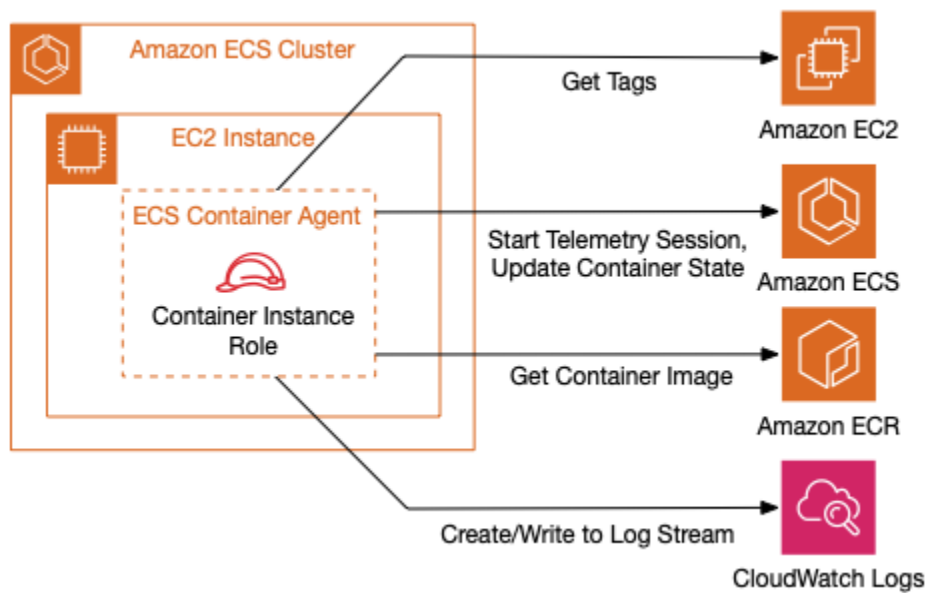 Amazon ECS Cluster
EC2 Instance
ECS Container Agent
Container Instance
Role
Get Tags
Amazon EC2
Start Telemetry Session,
Update Container State
Amazon ECS
Get Container Image
Amazon ECR
Create/Write to Log Stream
CloudWatch Logs